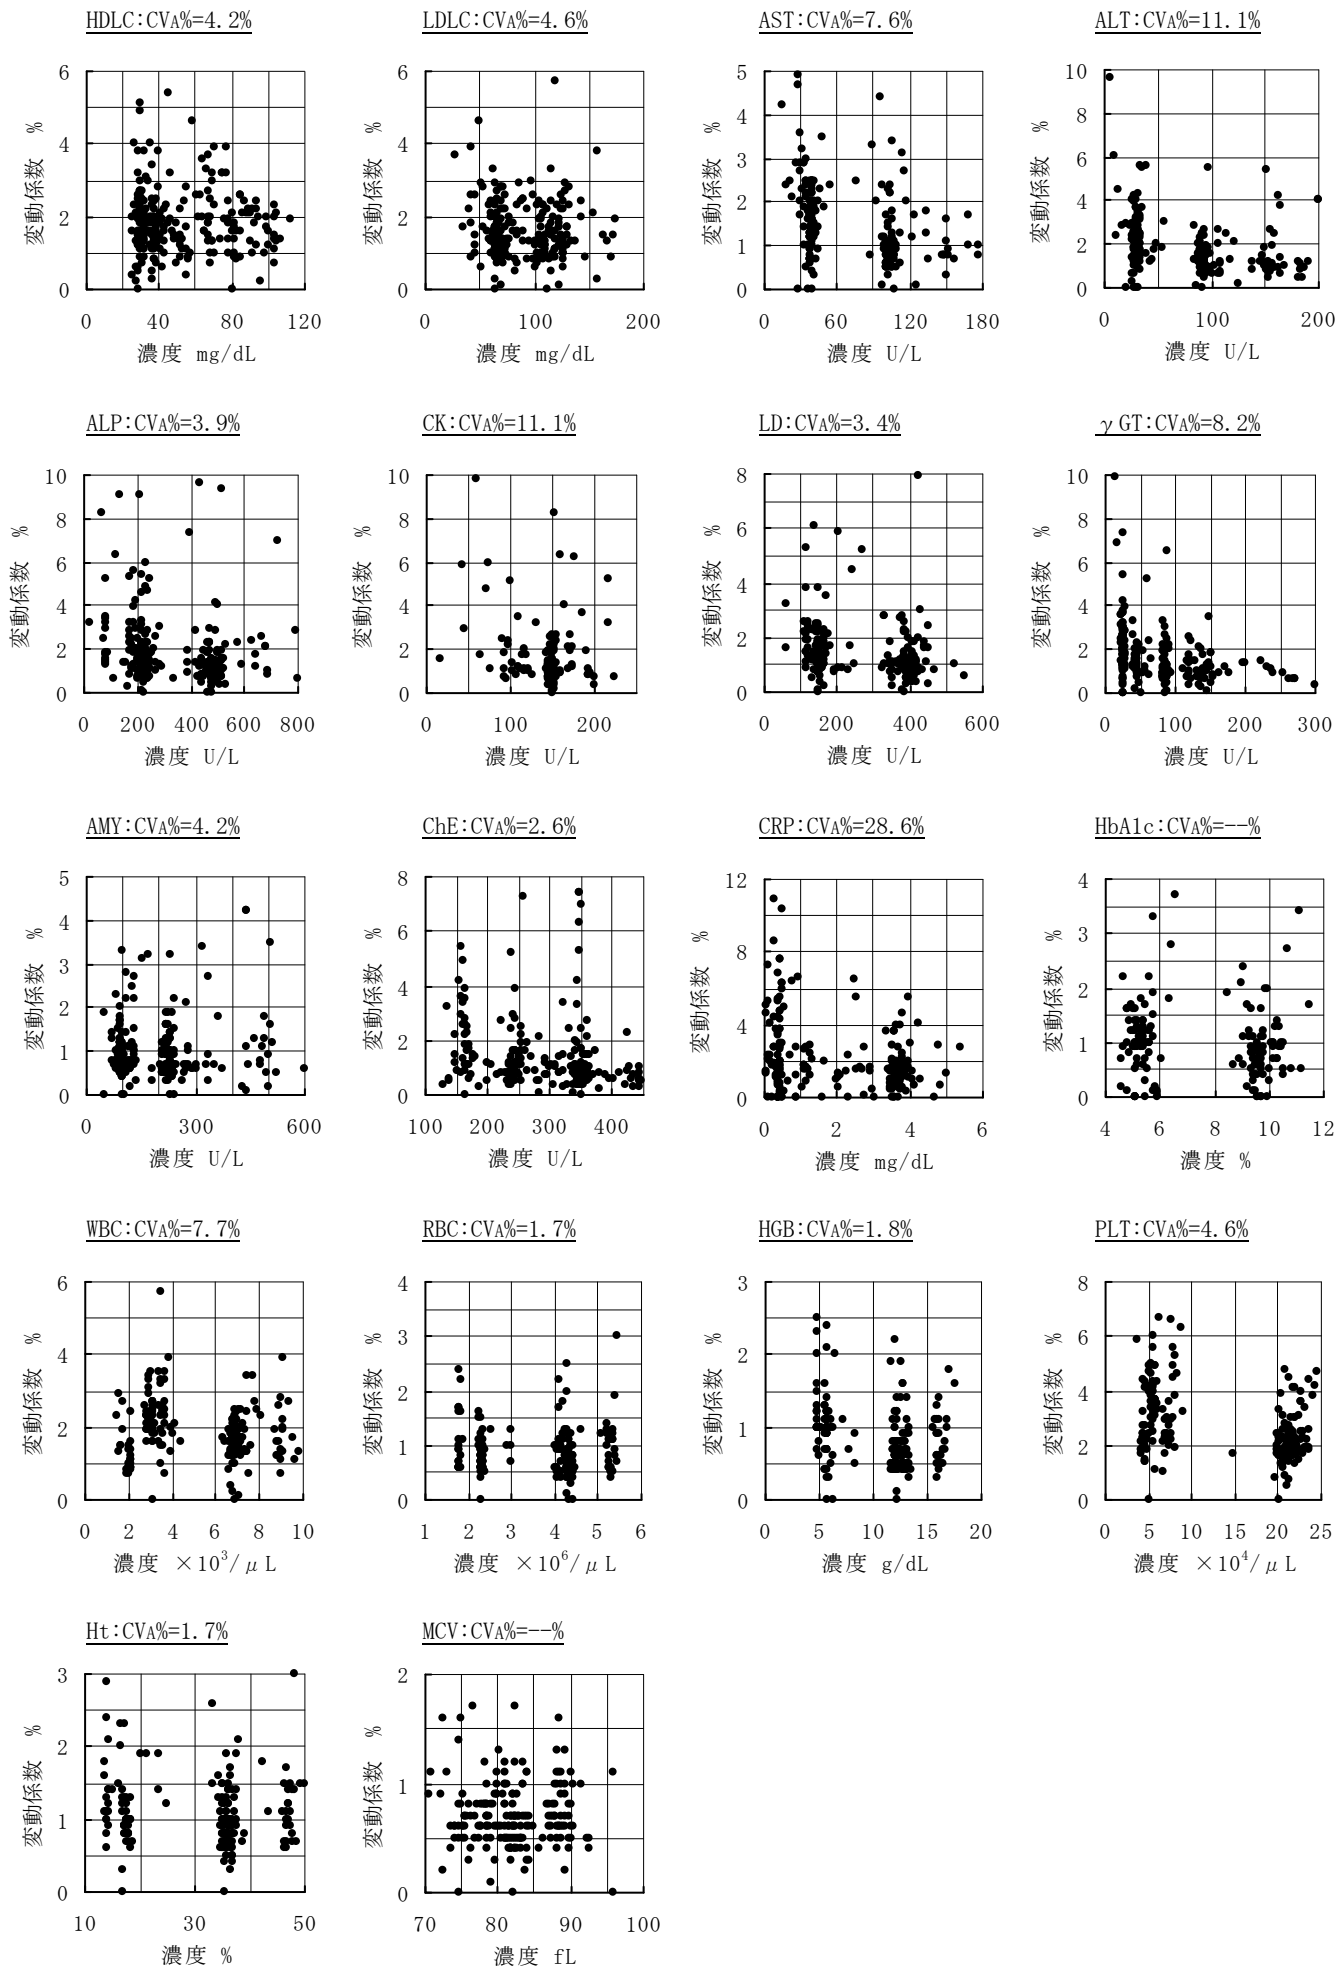 HDLC:CVA%=4.2%
LDLC:CVA%=4.6%
AST:CVA%=7.6%
ALT:CVA%=11.1%
変動係数 %
6
4
2
0
0 40 80 120
濃度 mg/dL
変動係数 %
6
4
2
0
0 100 200
濃度 mg/dL
変動係数 %
5
4
3
2
1
0
0 60 120 180
濃度 U/L
変動係数 %
10
8
6
4
2
0
0 100 200
濃度 U/L
ALP:CVA%=3.9%
CK:CVA%=11.1%
LD:CVA%=3.4%
γGT:CVA%=8.2%
変動係数 %
10
8
6
4
2
0
0 200 400 600 800
濃度 U/L
変動係数 %
10
8
6
4
2
0
0 100 200
濃度 U/L
変動係数 %
8
6
4
2
0
0 200 400 600
濃度 U/L
変動係数 %
10
8
6
4
2
0
0 100 200 300
濃度 U/L
AMY:CVA%=4.2%
ChE:CVA%=2.6%
CRP:CVA%=28.6%
HbA1c:CVA%=--%
変動係数 %
5
4
3
2
1
0
0 300 600
濃度 U/L
変動係数 %
8
6
4
2
0
100 200 300 400
濃度 U/L
変動係数 %
12
8
4
0
0 2 4 6
濃度 mg/dL
変動係数 %
4
3
2
1
0
4 6 8 10 12
濃度 %
WBC:CVA%=7.7%
RBC:CVA%=1.7%
HGB:CVA%=1.8%
PLT:CVA%=4.6%
変動係数 %
6
4
2
0
0 2 4 6 8 10
濃度 ×10³/μL
変動係数 %
4
3
2
1
0
1 2 3 4 5 6
濃度 ×10⁶/μL
変動係数 %
3
2
1
0
0 5 10 15 20
濃度 g/dL
変動係数 %
8
6
4
2
0
0 5 10 15 20 25
濃度 ×10⁴/μL
Ht:CVA%=1.7%
MCV:CVA%=--%
変動係数 %
3
2
1
0
10 30 50
濃度 %
変動係数 %
2
1
0
70 80 90 100
濃度 fL